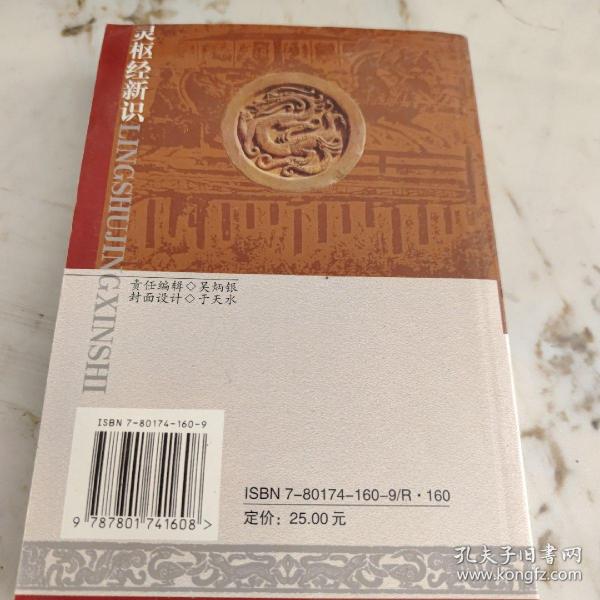 灵枢经新识
LINGSHUJINGXINSHI
责任编辑◇吴炳银
封面设计◇于天水
ISBN 7-80174-160-9
9 787801 741608 >
ISBN 7-80174-160-9/R·160
定价：25.00元
孔夫子旧书网
www.kongfz.com